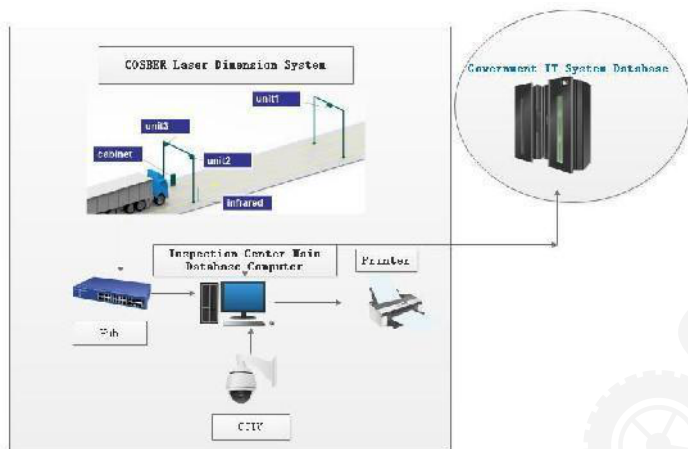 COSBER Laser Dimension System
Government IT System Database
unit1
unit3
cabinet
unit2
infrared
Inspection Center Main
Database Computer
Printer
Hub
CCTV